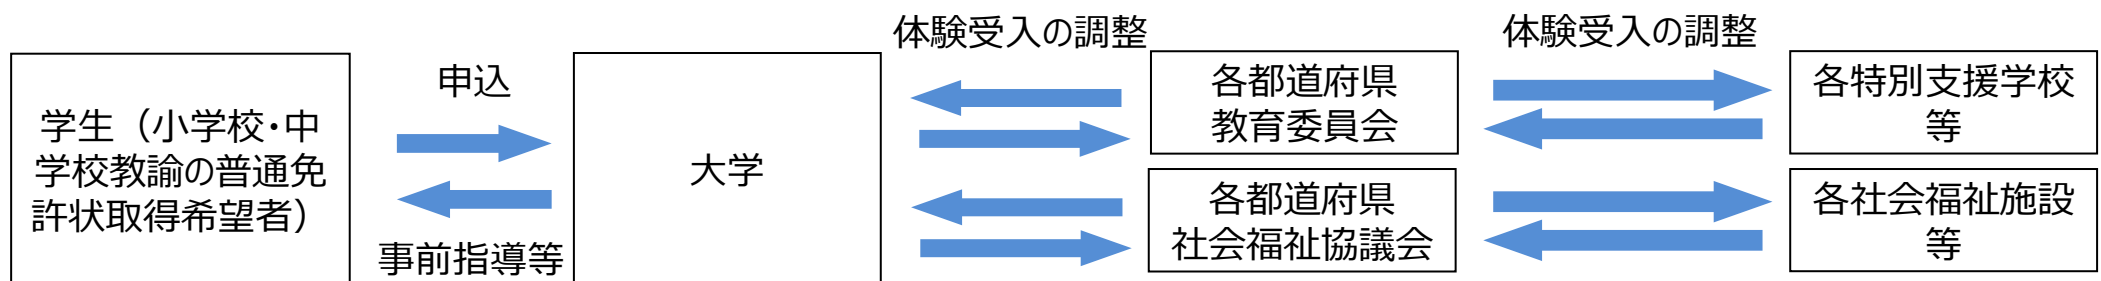 学生（小学校・中
学校教諭の普通免
許状取得希望者）
申込
事前指導等
大学
体験受入の調整
各都道府県
教育委員会
各都道府県
社会福祉協議会
体験受入の調整
各特別支援学校
等
各社会福祉施設
等